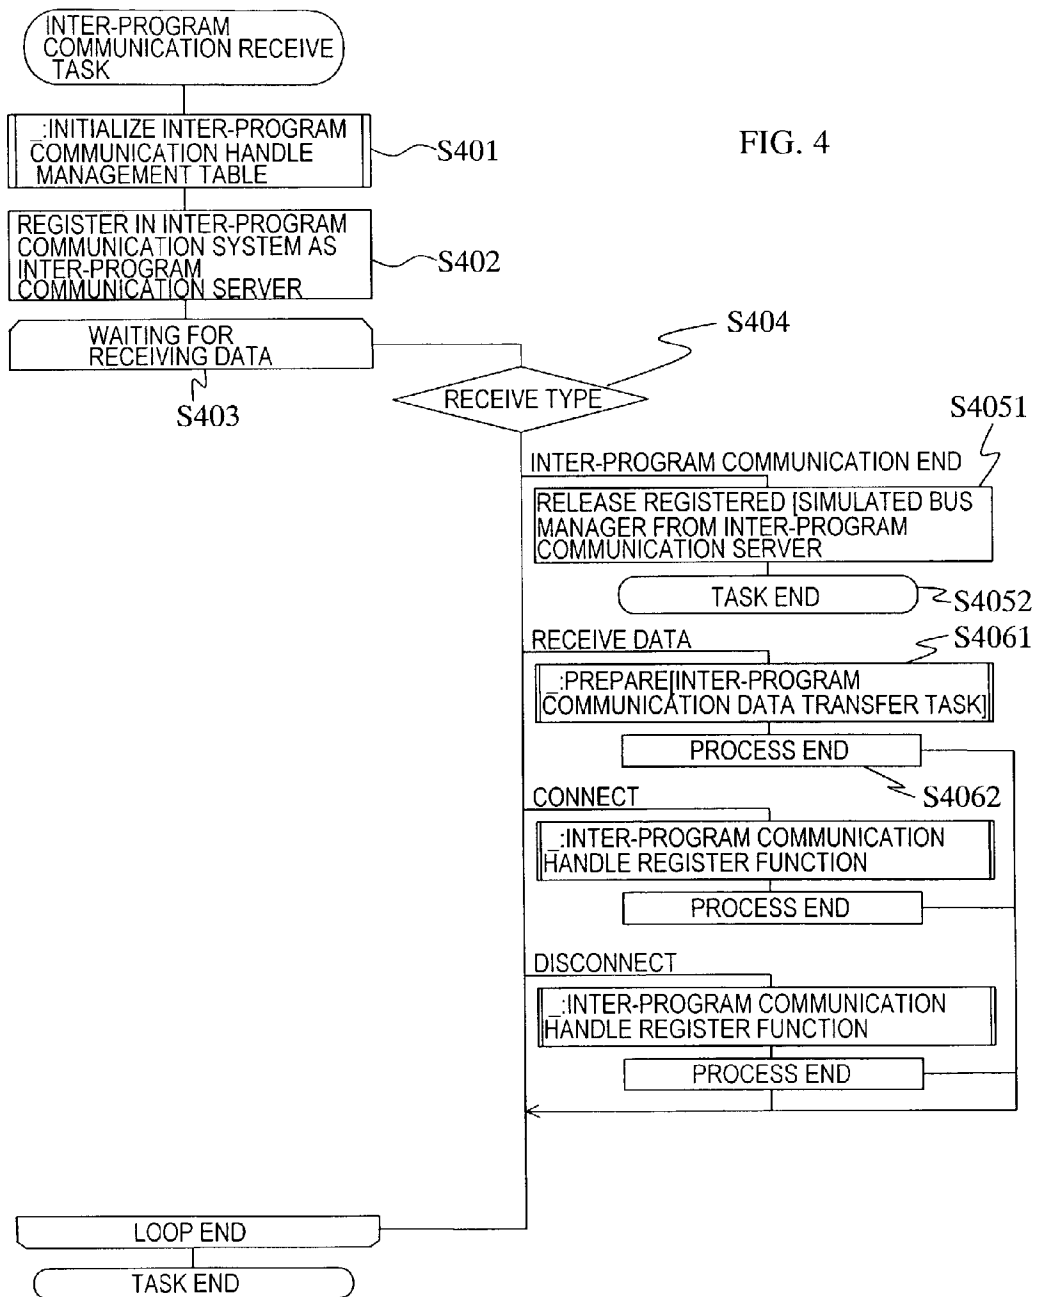 INTER-PROGRAM
COMMUNICATION RECEIVE
TASK
_:INITIALIZE INTER-PROGRAM
COMMUNICATION HANDLE
MANAGEMENT TABLE
S401
FIG. 4
REGISTER IN INTER-PROGRAM
COMMUNICATION SYSTEM AS
INTER-PROGRAM
COMMUNICATION SERVER
S402
WAITING FOR
RECEIVING DATA
S403
S404
RECEIVE TYPE
S4051
INTER-PROGRAM COMMUNICATION END
RELEASE REGISTERED [SIMULATED BUS
MANAGER FROM INTER-PROGRAM
COMMUNICATION SERVER
TASK END
S4052
RECEIVE DATA
S4061
_:PREPARE[INTER-PROGRAM
COMMUNICATION DATA TRANSFER TASK]
PROCESS END
S4062
CONNECT
_:INTER-PROGRAM COMMUNICATION
HANDLE REGISTER FUNCTION
PROCESS END
DISCONNECT
_:INTER-PROGRAM COMMUNICATION
HANDLE REGISTER FUNCTION
PROCESS END
LOOP END
TASK END